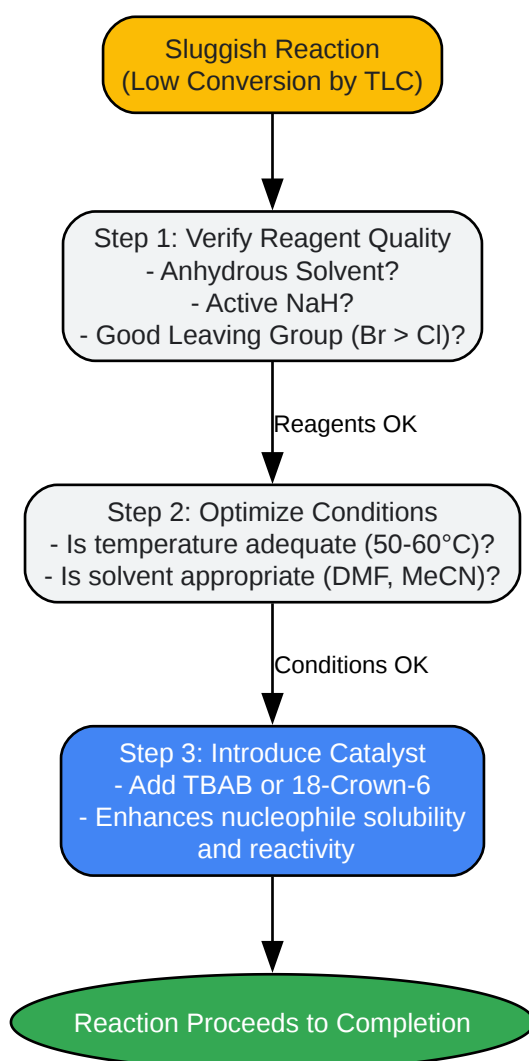 Sluggish Reaction
(Low Conversion by TLC)
Step 1: Verify Reagent Quality
- Anhydrous Solvent?
- Active NaH?
- Good Leaving Group (Br > Cl)?
Reagents OK
Step 2: Optimize Conditions
- Is temperature adequate (50-60°C)?
- Is solvent appropriate (DMF, MeCN)?
Conditions OK
Step 3: Introduce Catalyst
- Add TBAB or 18-Crown-6
- Enhances nucleophile solubility
and reactivity
Reaction Proceeds to Completion